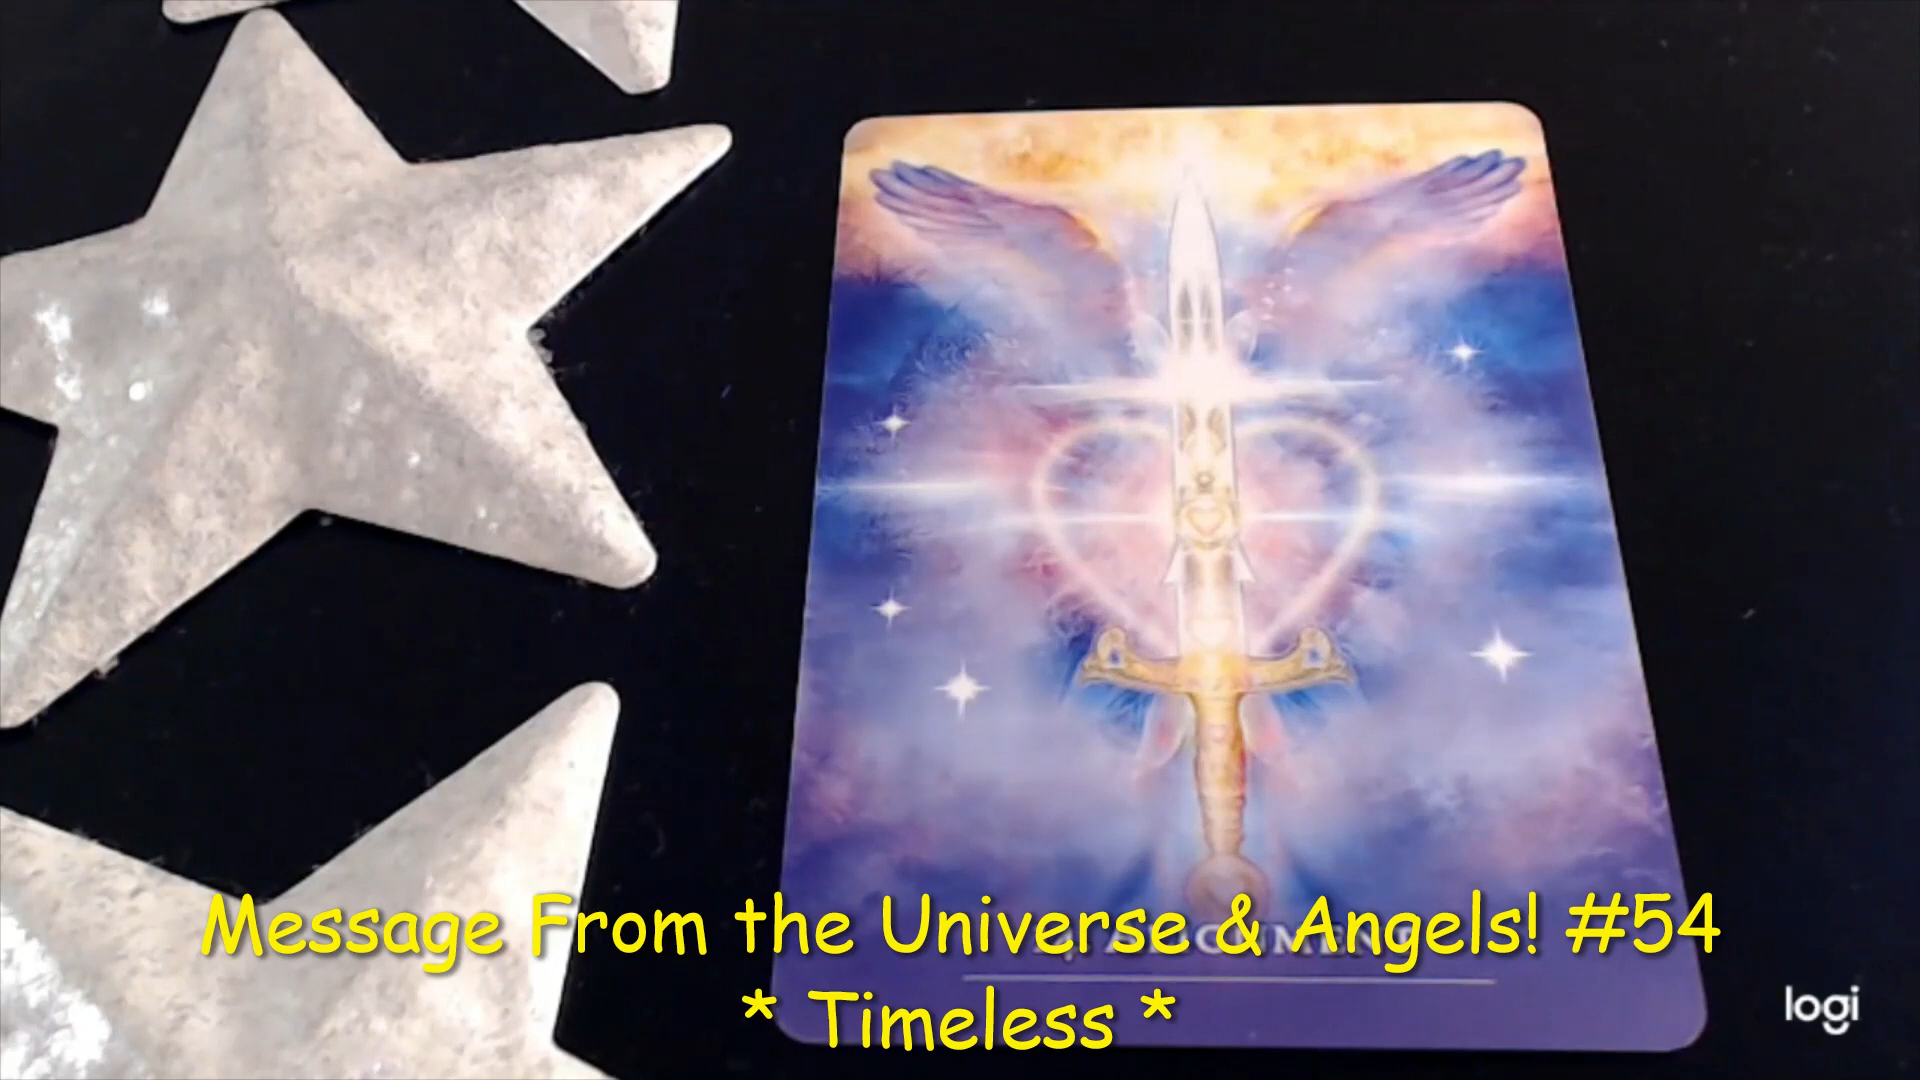 Message From the Universe & Angels! #54
* Timeless *
logi